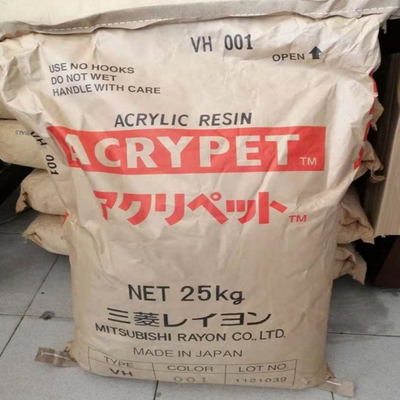 VH 001
OPEN
USE NO HOOKS
DO NOT WET
HANDLE WITH CARE
ACRYLIC RESIN
ACRYPET TM
アクリペット TM
NET 25kg
三菱レイヨン
MITSUBISHI RAYON CO., LTD.
MADE IN JAPAN
TYPE COLOR LOT NO
VH 001 1121039